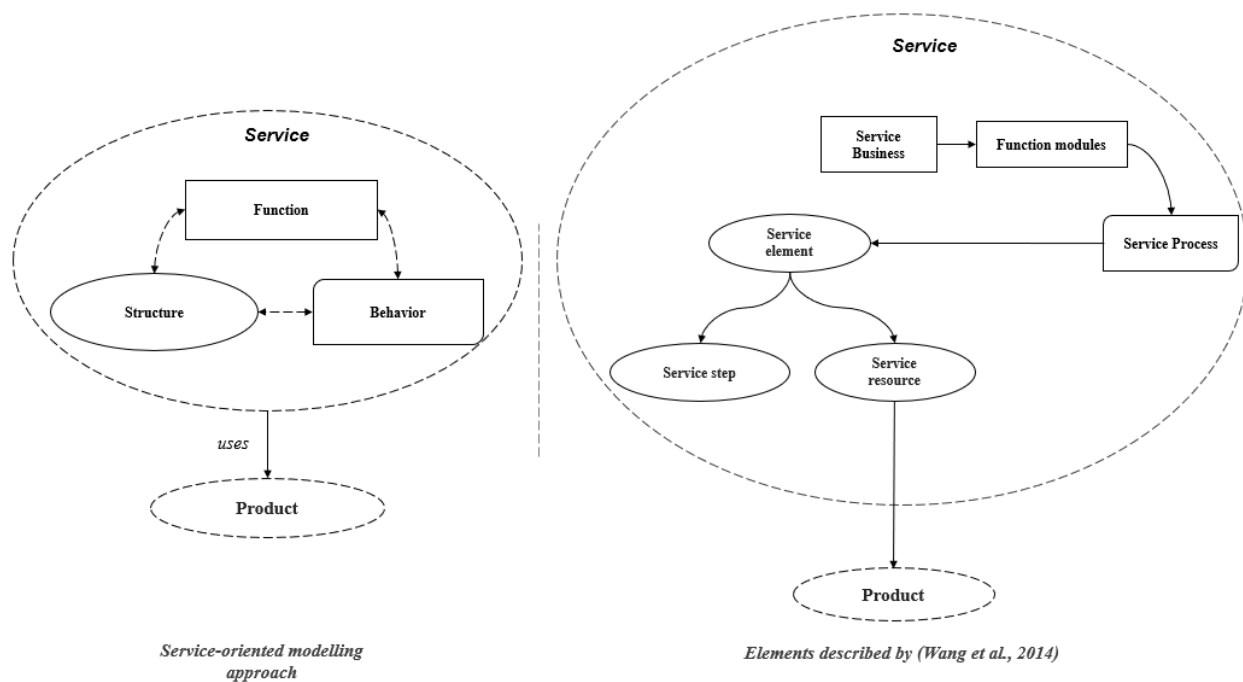 Service
Function
Structure
Behavior
uses
Product
Service-oriented modelling
approach
Service
Service
Business
Function modules
Service Process
Service
element
Service step
Service
resource
Product
Elements described by (Wang et al., 2014)